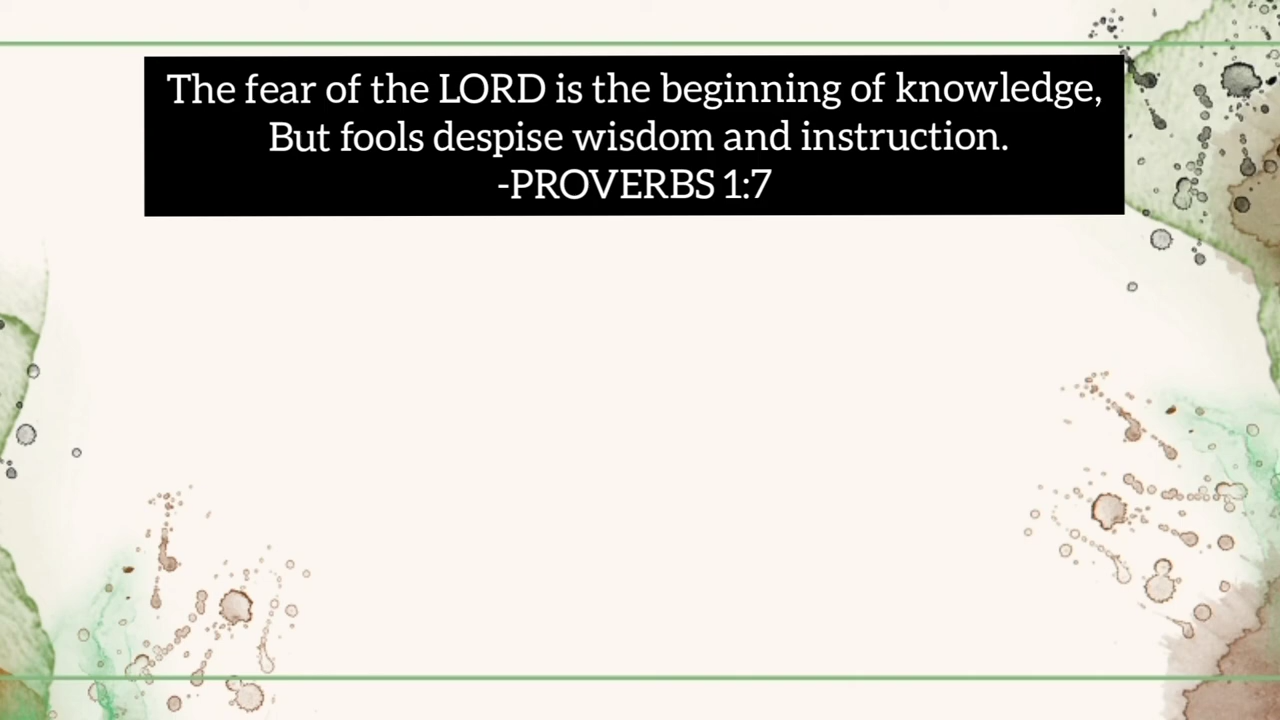 The fear of the LORD is the beginning of knowledge,
But fools despise wisdom and instruction.
-PROVERBS 1:7